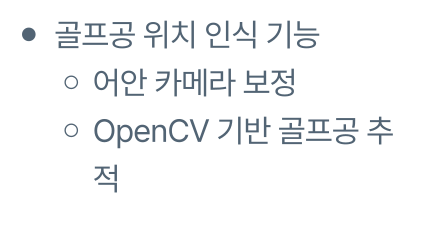 ● 골프공 위치 인식 기능
○ 어안 카메라 보정
○ OpenCV 기반 골프공 추
적